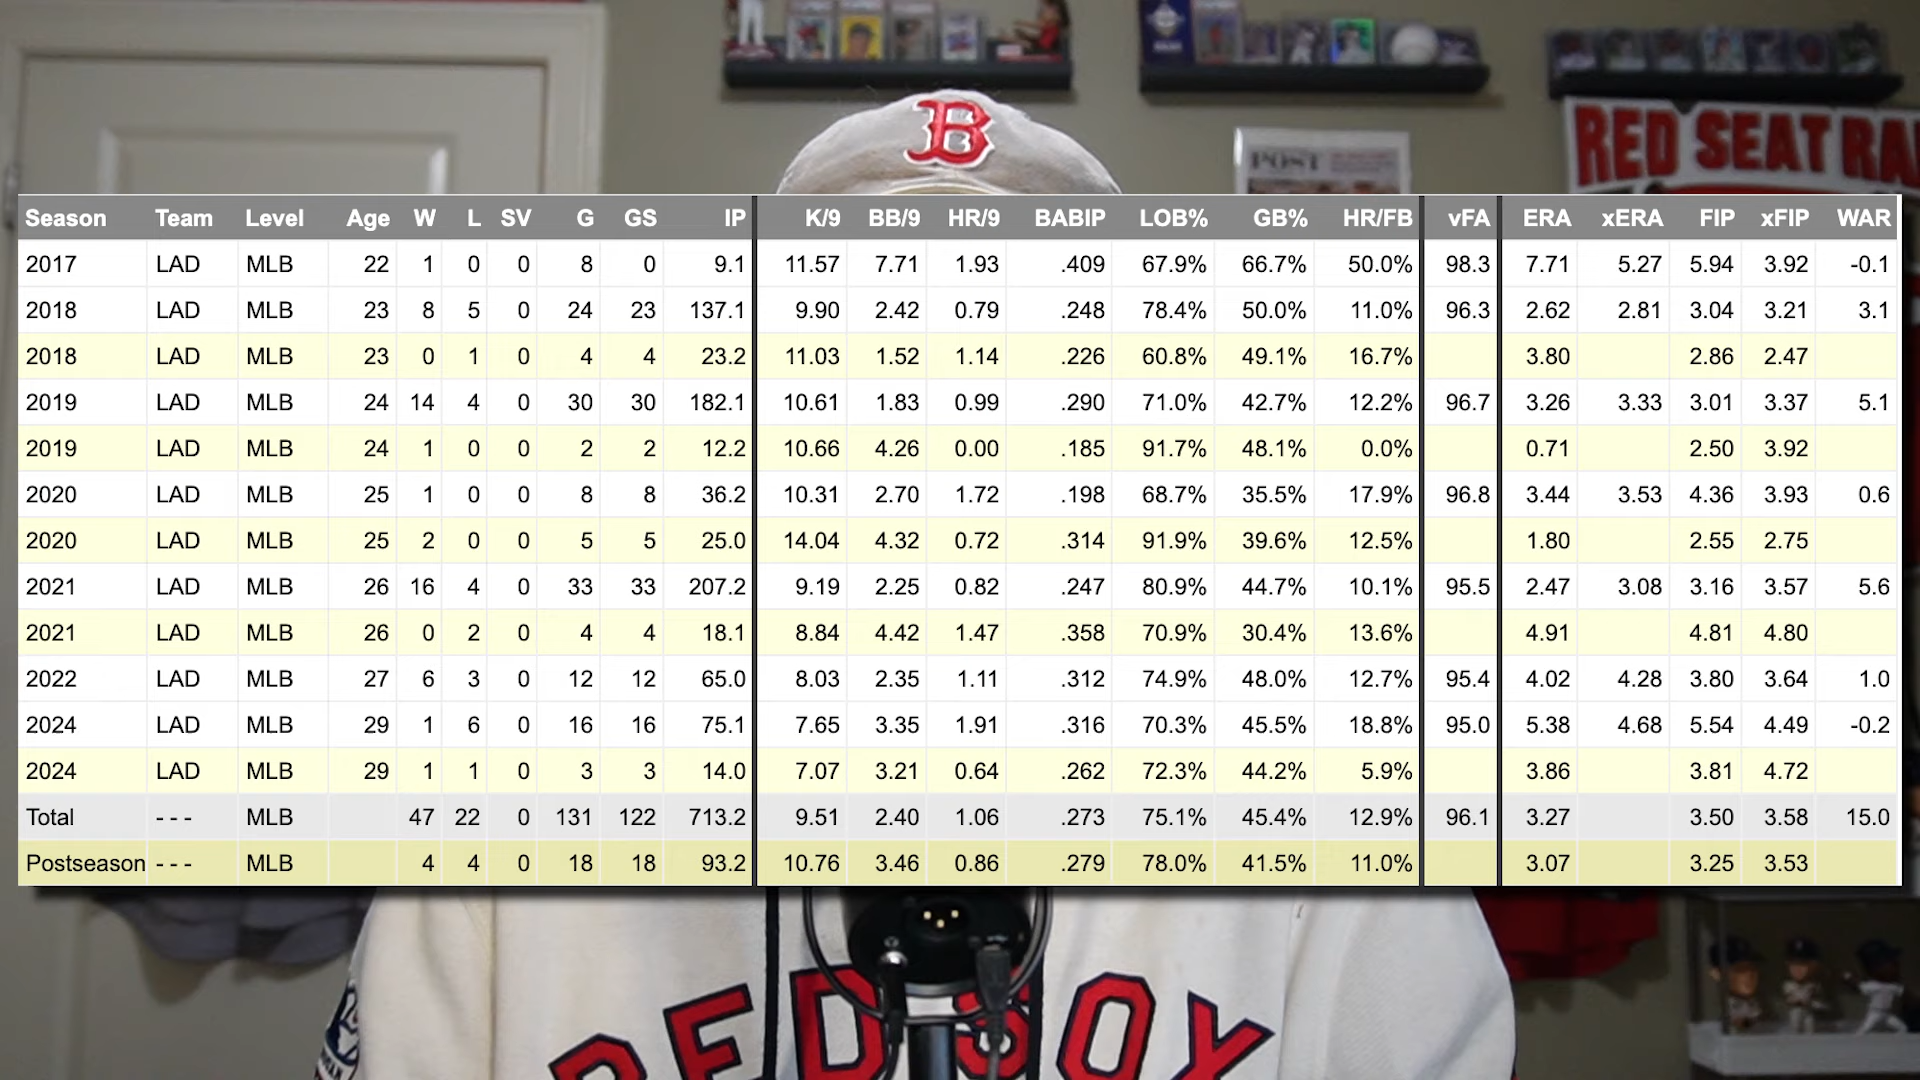 B
POST
RED SEAT RA
Season Team Level Age W L SV G GS IP K/9 BB/9 HR/9 BABIP LOB% GB% HR/FB vFA ERA xERA FIP xFIP WAR
2017 LAD MLB 22 1 0 0 8 0 9.1 11.57 7.71 1.93 .409 67.9% 66.7% 50.0% 98.3 7.71 5.27 5.94 3.92 -0.1
2018 LAD MLB 23 8 5 0 24 23 137.1 9.90 2.42 0.79 .248 78.4% 50.0% 11.0% 96.3 2.62 2.81 3.04 3.21 3.1
2018 LAD MLB 23 0 1 0 4 4 23.2 11.03 1.52 1.14 .226 60.8% 49.1% 16.7% 3.80 2.86 2.47
2019 LAD MLB 24 14 4 0 30 30 182.1 10.61 1.83 0.99 .290 71.0% 42.7% 12.2% 96.7 3.26 3.33 3.01 3.37 5.1
2019 LAD MLB 24 1 0 0 2 2 12.2 10.66 4.26 0.00 .185 91.7% 48.1% 0.0% 0.71 2.50 3.92
2020 LAD MLB 25 1 0 0 8 8 36.2 10.31 2.70 1.72 .198 68.7% 35.5% 17.9% 96.8 3.44 3.53 4.36 3.93 0.6
2020 LAD MLB 25 2 0 0 5 5 25.0 14.04 4.32 0.72 .314 91.9% 39.6% 12.5% 1.80 2.55 2.75
2021 LAD MLB 26 16 4 0 33 33 207.2 9.19 2.25 0.82 .247 80.9% 44.7% 10.1% 95.5 2.47 3.08 3.16 3.57 5.6
2021 LAD MLB 26 0 2 0 4 4 18.1 8.84 4.42 1.47 .358 70.9% 30.4% 13.6% 4.91 4.81 4.80
2022 LAD MLB 27 6 3 0 12 12 65.0 8.03 2.35 1.11 .312 74.9% 48.0% 12.7% 95.4 4.02 4.28 3.80 3.64 1.0
2024 LAD MLB 29 1 6 0 16 16 75.1 7.65 3.35 1.91 .316 70.3% 45.5% 18.8% 95.0 5.38 4.68 5.54 4.49 -0.2
2024 LAD MLB 29 1 1 0 3 3 14.0 7.07 3.21 0.64 .262 72.3% 44.2% 5.9% 3.86 3.81 4.72
Total - - - MLB 47 22 0 131 122 713.2 9.51 2.40 1.06 .273 75.1% 45.4% 12.9% 96.1 3.27 3.50 3.58 15.0
Postseason - - - MLB 4 4 0 18 18 93.2 10.76 3.46 0.86 .279 78.0% 41.5% 11.0% 3.07 3.25 3.53
RED SOX